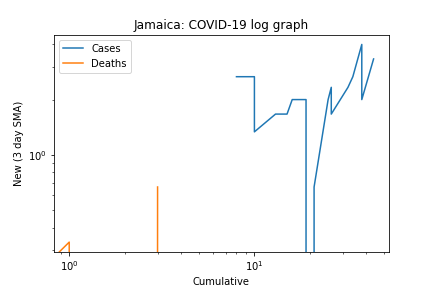 Jamaica: COVID-19 log graph
Cases
Deaths
New (3 day SMA)
10⁰
10⁰
10¹
Cumulative